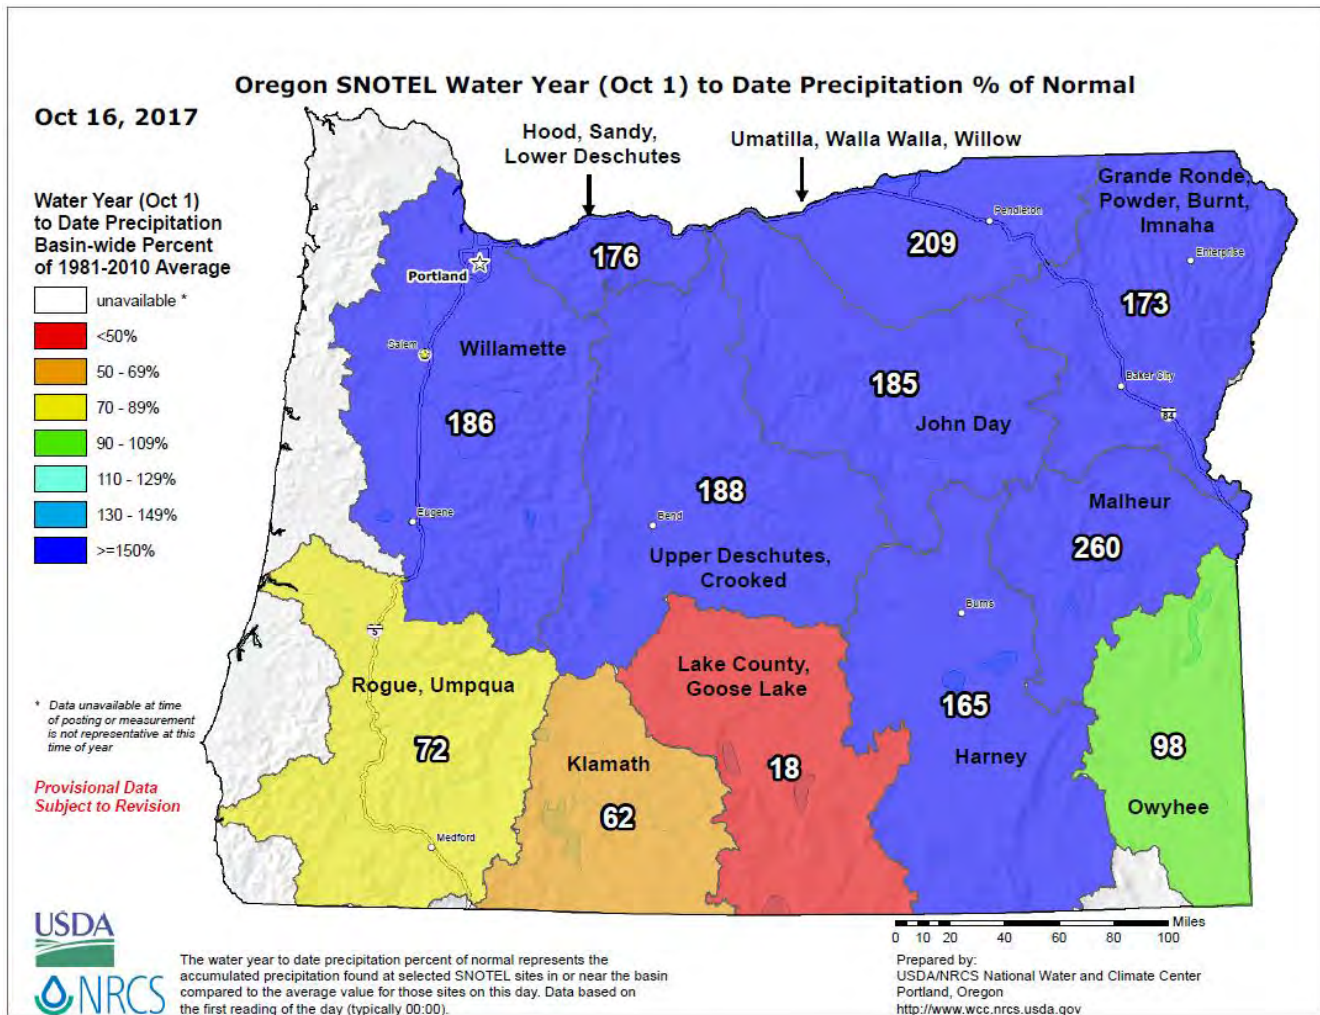 Oregon SNOTEL Water Year (Oct 1) to Date Precipitation % of Normal
Oct 16, 2017
Hood, Sandy,
Lower Deschutes
Umatilla, Walla Walla, Willow
Grande Ronde,
Powder, Burnt,
Imnaha
Water Year (Oct 1)
to Date Precipitation
Basin-wide Percent
of 1981-2010 Average
unavailable *
<50%
50 - 69%
70 - 89%
90 - 109%
110 - 129%
130 - 149%
>=150%
Pendleton
Enterprise
Portland
176
209
173
Salem
Willamette
186
185
John Day
Baker City
84
Eugene
188
Bend
Upper Deschutes,
Crooked
Malheur
260
Burns
5
Rogue, Umpqua
72
Medford
Klamath
62
Lake County,
Goose Lake
18
165
Harney
98
Owyhee
* Data unavailable at time
of posting or measurement
is not representative at this
time of year
Provisional Data
Subject to Revision
USDA
NRCS
The water year to date precipitation percent of normal represents the
accumulated precipitation found at selected SNOTEL sites in or near the basin
compared to the average value for those sites on this day. Data based on
the first reading of the day (typically 00:00).
Miles
0 10 20 40 60 80 100
Prepared by:
USDA/NRCS National Water and Climate Center
Portland, Oregon
http://www.wcc.nrcs.usda.gov